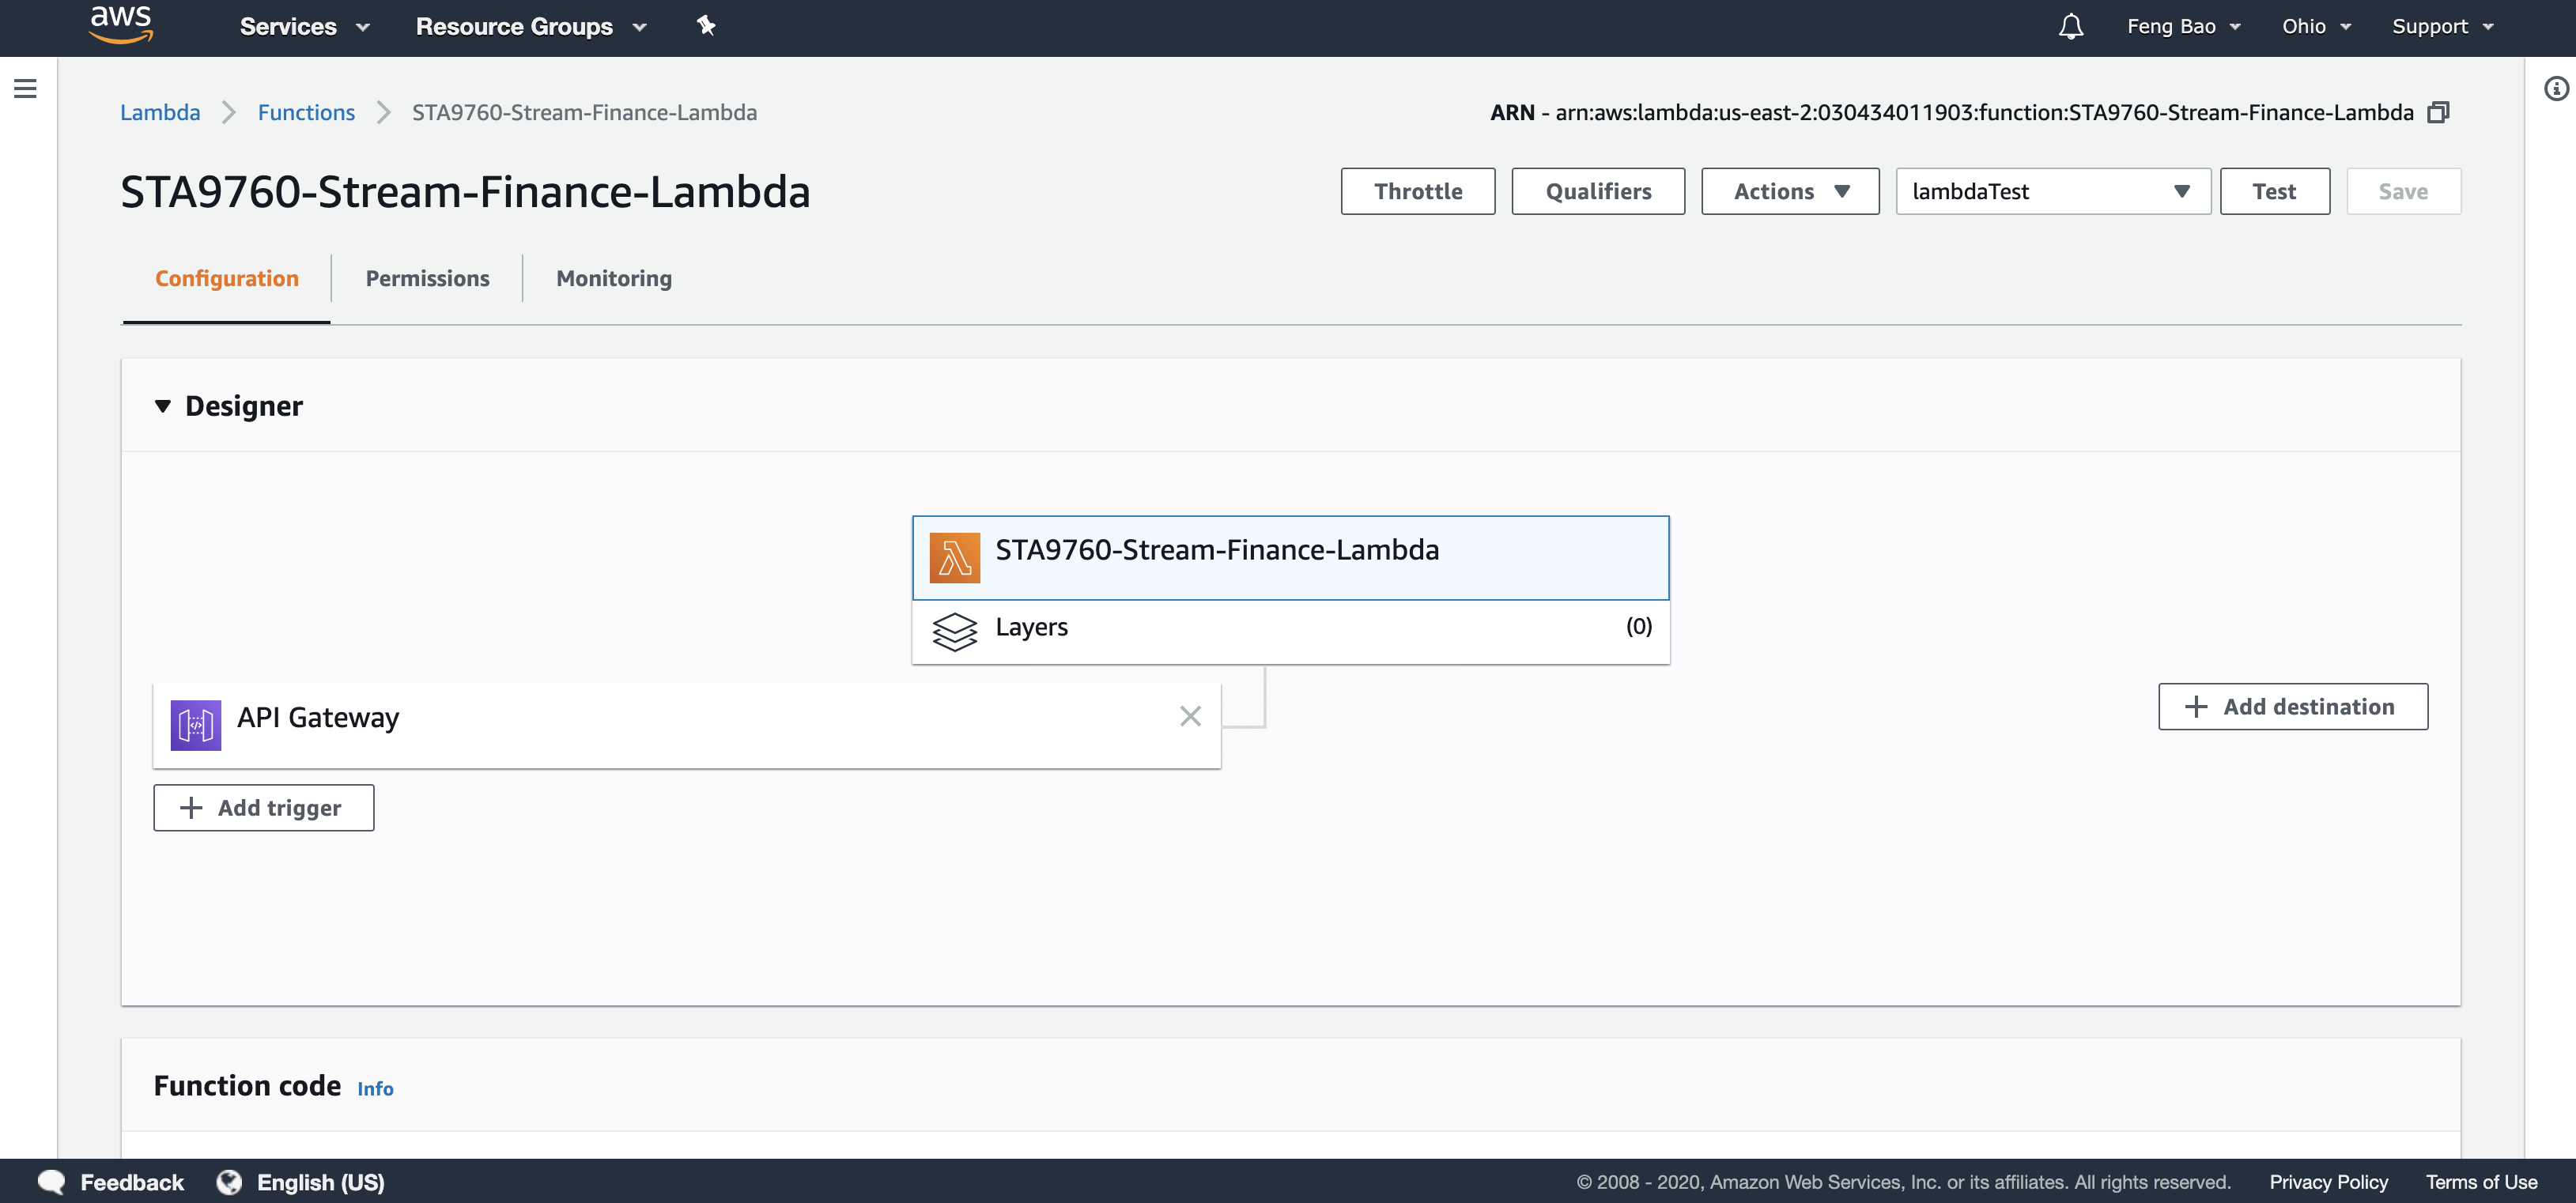 aws Services Resource Groups Feng Bao Ohio Support
Lambda Functions STA9760-Stream-Finance-Lambda ARN - arn:aws:lambda:us-east-2:030434011903:function:STA9760-Stream-Finance-Lambda
STA9760-Stream-Finance-Lambda Throttle Qualifiers Actions lambdaTest Test Save
Configuration Permissions Monitoring
Designer
STA9760-Stream-Finance-Lambda
Layers (0)
API Gateway
Add destination
Add trigger
Function code Info
Feedback English (US) © 2008 - 2020, Amazon Web Services, Inc. or its affiliates. All rights reserved. Privacy Policy Terms of Use